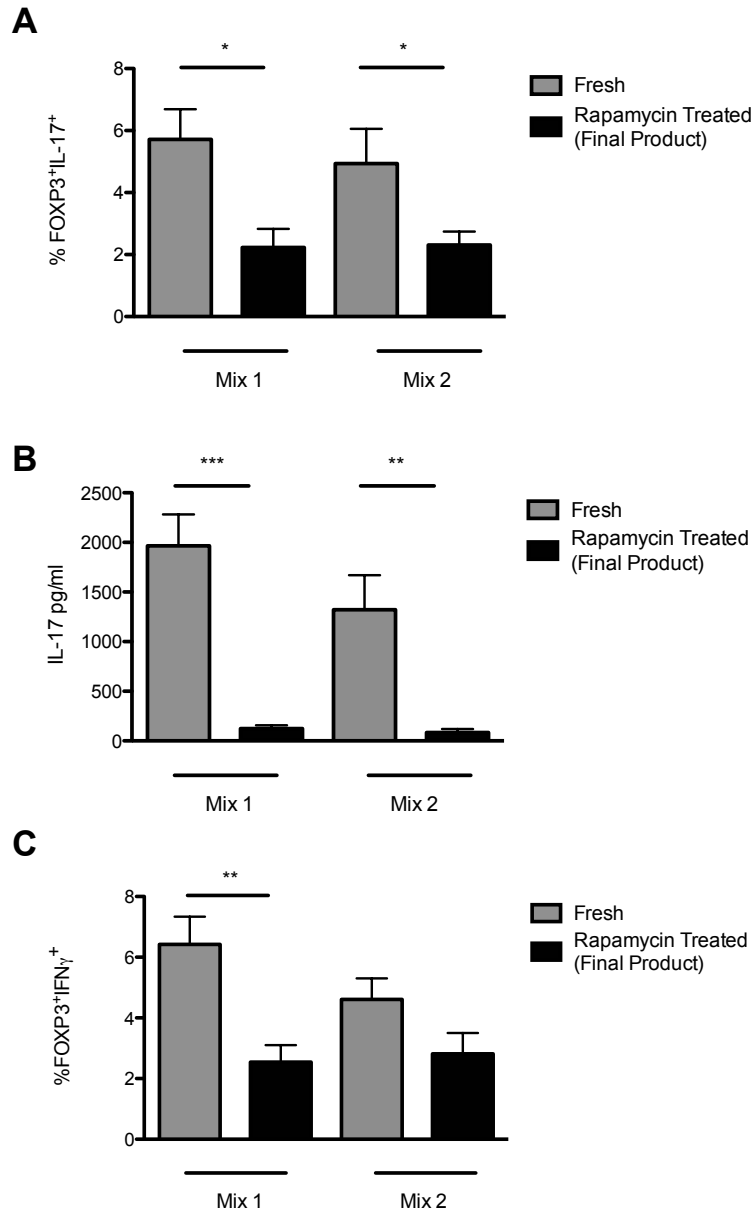 A
*
*
8
6
4
2
0
% FOXP3+IL-17+
Fresh
Rapamycin Treated
(Final Product)
Mix 1
Mix 2
B
***
**
2500
2000
1500
1000
500
0
IL-17 pg/ml
Fresh
Rapamycin Treated
(Final Product)
Mix 1
Mix 2
C
**
8
6
4
2
0
%FOXP3+IFNγ+
Fresh
Rapamycin Treated
(Final Product)
Mix 1
Mix 2